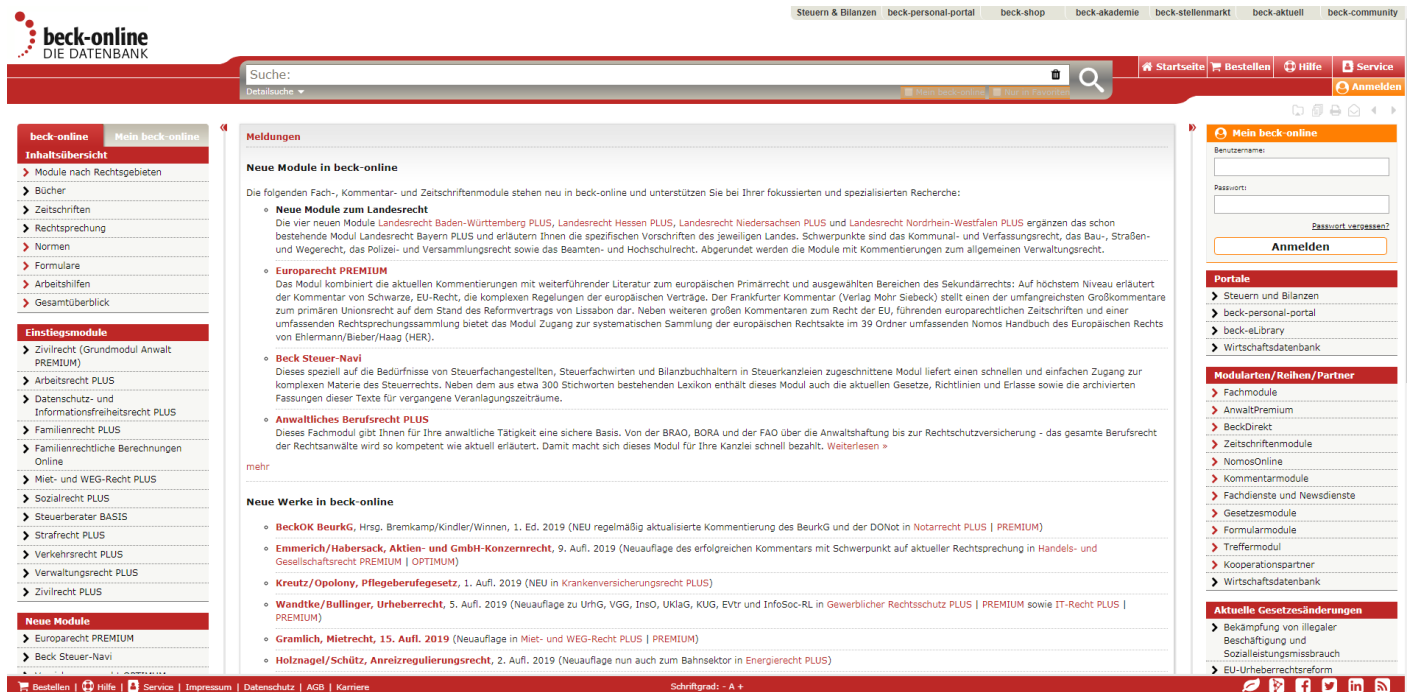 Steuern & Bilanzen beck-personal-portal beck-shop beck-akademie beck-stellenmarkt beck-aktuell beck-community
beck-online
DIE DATENBANK
Suche:
Detailsuche
Mein beck-online Nur in Favoriten
Startseite Bestellen Hilfe Service
Anmelden
beck-online Mein beck-online
Inhaltsübersicht
Module nach Rechtsgebieten
Bücher
Zeitschriften
Rechtsprechung
Normen
Formulare
Arbeitshilfen
Gesamtüberblick
Einstiegsmodule
Zivilrecht (Grundmodul Anwalt
PREMIUM)
Arbeitsrecht PLUS
Datenschutz- und
Informationsfreiheitsrecht PLUS
Familienrecht PLUS
Familienrechtliche Berechnungen
Online
Miet- und WEG-Recht PLUS
Sozialrecht PLUS
Steuerberater BASIS
Strafrecht PLUS
Verkehrsrecht PLUS
Verwaltungsrecht PLUS
Zivilrecht PLUS
Neue Module
Europarecht PREMIUM
Beck Steuer-Navi
Meldungen
Neue Module in beck-online
Die folgenden Fach-, Kommentar- und Zeitschriftenmodule stehen neu in beck-online und unterstützen Sie bei Ihrer fokussierten und spezialisierten Recherche:
Neue Module zum Landesrecht
Die vier neuen Module Landesrecht Baden-Württemberg PLUS, Landesrecht Hessen PLUS, Landesrecht Niedersachsen PLUS und Landesrecht Nordrhein-Westfalen PLUS ergänzen das schon
bestehende Modul Landesrecht Bayern PLUS und erläutern Ihnen die spezifischen Vorschriften des jeweiligen Landes. Schwerpunkte sind das Kommunal- und Verfassungsrecht, das Bau-, Straßen-
und Wegerecht, das Polizei- und Versammlungsrecht sowie das Beamten- und Hochschulrecht. Abgerundet werden die Module mit Kommentierungen zum allgemeinen Verwaltungsrecht.
Europarecht PREMIUM
Das Modul kombiniert die aktuellen Kommentierungen mit weiterführender Literatur zum europäischen Primärrecht und ausgewählten Bereichen des Sekundärrechts: Auf höchstem Niveau erläutert
der Kommentar von Schwarze, EU-Recht, die komplexen Regelungen der europäischen Verträge. Der Frankfurter Kommentar (Verlag Mohr Siebeck) stellt einen der umfangreichsten Großkommentare
zum primären Unionsrecht auf dem Stand des Reformvertrags von Lissabon dar. Neben weiteren großen Kommentaren zum Recht der EU, führenden europarechtlichen Zeitschriften und einer
umfassenden Rechtsprechungssammlung bietet das Modul Zugang zur systematischen Sammlung der europäischen Rechtsakte im 39 Ordner umfassenden Nomos Handbuch des Europäischen Rechts
von Ehlermann/Bieber/Haag (HER).
Beck Steuer-Navi
Dieses speziell auf die Bedürfnisse von Steuerfachangestellten, Steuerfachwirten und Bilanzbuchhaltern in Steuerkanzleien zugeschnittene Modul liefert einen schnellen und einfachen Zugang zur
komplexen Materie des Steuerrechts. Neben dem aus etwa 300 Stichworten bestehenden Lexikon enthält dieses Modul auch die aktuellen Gesetze, Richtlinien und Erlasse sowie die archivierten
Fassungen dieser Texte für vergangene Veranlagungszeiträume.
Anwaltliches Berufsrecht PLUS
Dieses Fachmodul gibt Ihnen für Ihre anwaltliche Tätigkeit eine sichere Basis. Von der BRAO, BORA und der FAO über die Anwaltshaftung bis zur Rechtschutzversicherung - das gesamte Berufsrecht
der Rechtsanwälte wird so kompetent wie aktuell erläutert. Damit macht sich dieses Modul für Ihre Kanzlei schnell bezahlt. Weiterlesen »
mehr
Neue Werke in beck-online
BeckOK BeurkG, Hrsg. Bremkamp/Kindler/Winnen, 1. Ed. 2019 (NEU regelmäßig aktualisierte Kommentierung des BeurkG und der DONot in Notarrecht PLUS | PREMIUM)
Emmerich/Habersack, Aktien- und GmbH-Konzernrecht, 9. Aufl. 2019 (Neuauflage des erfolgreichen Kommentars mit Schwerpunkt auf aktueller Rechtsprechung in Handels- und
Gesellschaftsrecht PREMIUM | OPTIMUM)
Kreutz/Opolony, Pflegeberufegesetz, 1. Aufl. 2019 (NEU in Krankenversicherungsrecht PLUS)
Wandtke/Bullinger, Urheberrecht, 5. Aufl. 2019 (Neuauflage zu UrhG, VGG, InsO, UKlaG, KUG, EVtr und InfoSoc-RL in Gewerblicher Rechtsschutz PLUS | PREMIUM sowie IT-Recht PLUS |
PREMIUM)
Gramlich, Mietrecht, 15. Aufl. 2019 (Neuauflage in Miet- und WEG-Recht PLUS | PREMIUM)
Holznagel/Schütz, Anreizregulierungsrecht, 2. Aufl. 2019 (Neuauflage nun auch zum Bahnsektor in Energierecht PLUS)
Mein beck-online
Benutzername:
Passwort:
Passwort vergessen?
Anmelden
Portale
Steuern und Bilanzen
beck-personal-portal
beck-eLibrary
Wirtschaftsdatenbank
Modularten/Reihen/Partner
Fachmodule
AnwaltPremium
BeckDirekt
Zeitschriftenmodule
NomosOnline
Kommentarmodule
Fachdienste und Newsdienste
Gesetzesmodule
Formularmodule
Treffermodul
Kooperationspartner
Wirtschaftsdatenbank
Aktuelle Gesetzesänderungen
Bekämpfung von illegaler
Beschäftigung und
Sozialleistungsmissbrauch
EU-Urheberrechtsreform
Bestellen | Hilfe | Service | Impressum | Datenschutz | AGB | Karriere
Schriftgrad: - A +